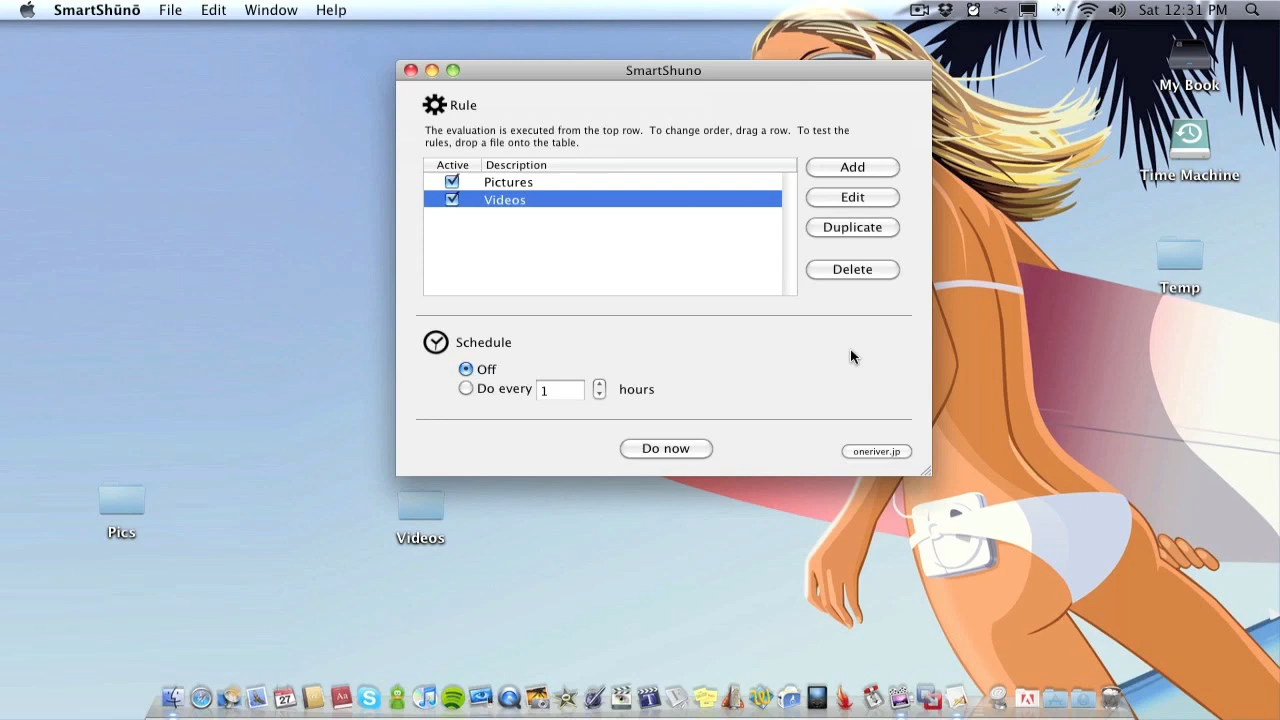 SmartShūnō File Edit Window Help Sat 12:31 PM
SmartShuno
Rule
The evaluation is executed from the top row. To change order, drag a row. To test the
rules, drop a file onto the table.
Active Description
Pictures
Videos
Add
Edit
Duplicate
Delete
Schedule
Off
Do every 1 hours
Do now
oneriver.jp
My Book
Time Machine
Temp
Pics
Videos
27
Aa